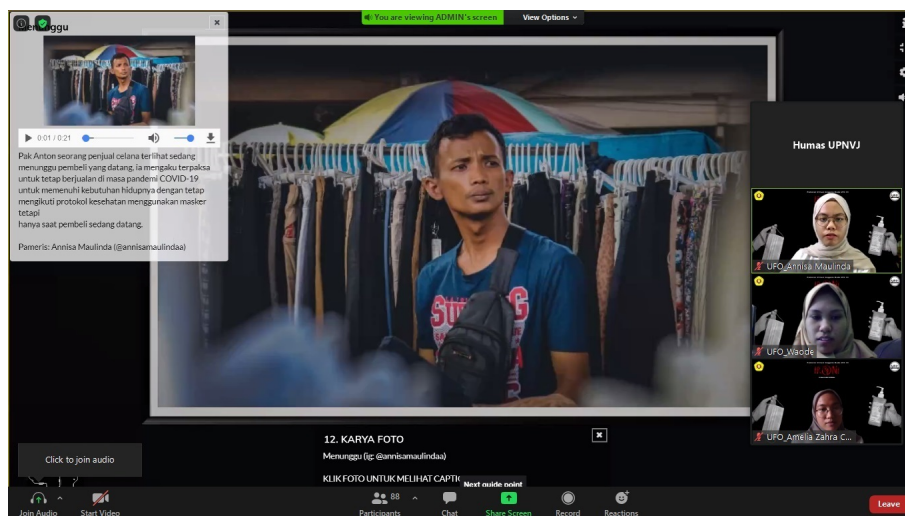 Menunggu
You are viewing ADMIN's screen
View Options
0:01 / 0:21
Pak Anton seorang penjual celana terlihat sedang
menunggu pembeli yang datang, ia mengaku terpaksa
untuk tetap berjualan di masa pandemi COVID-19
untuk memenuhi kebutuhan hidupnya dengan tetap
mengikuti protokol kesehatan menggunakan masker
tetapi
hanya saat pembeli sedang datang.
Pameris: Annisa Maulinda (@annisamaulindaa)
Humas UPNVJ
UFO_Annisa Maulinda
UFO_Wadde
UFO_Amelia Zahra C...
12. KARYA FOTO
Menunggu (ig: @annisamaulindaa)
KLIK FOTO UNTUK MELIHAT CAPTI
Next guide point
Click to join audio
Join Audio
Start Video
88
Participants
Chat
Share Screen
Record
Reactions
Leave